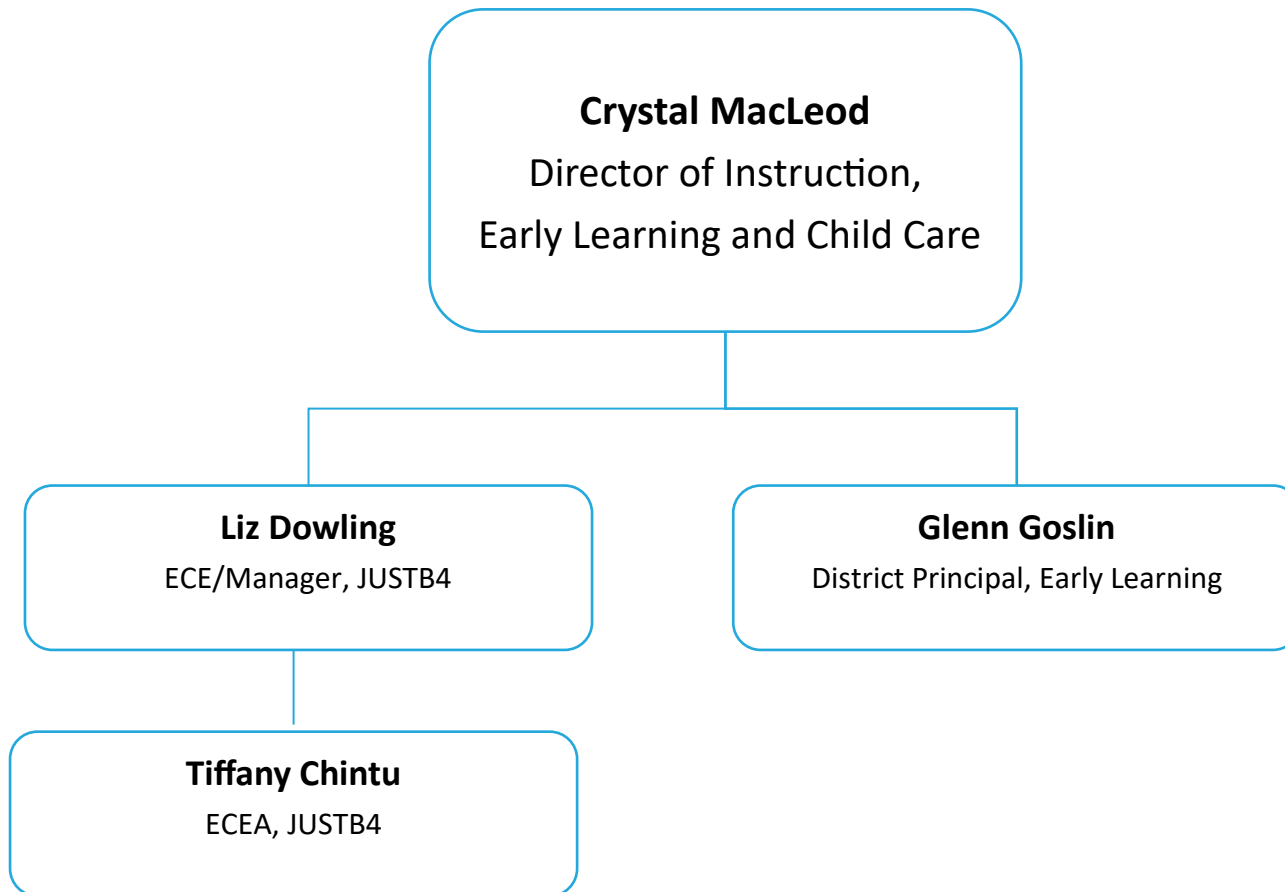 Crystal MacLeod
Director of Instruction,
Early Learning and Child Care
Liz Dowling
ECE/Manager, JUSTB4
Glenn Goslin
District Principal, Early Learning
Tiffany Chintu
ECEA, JUSTB4